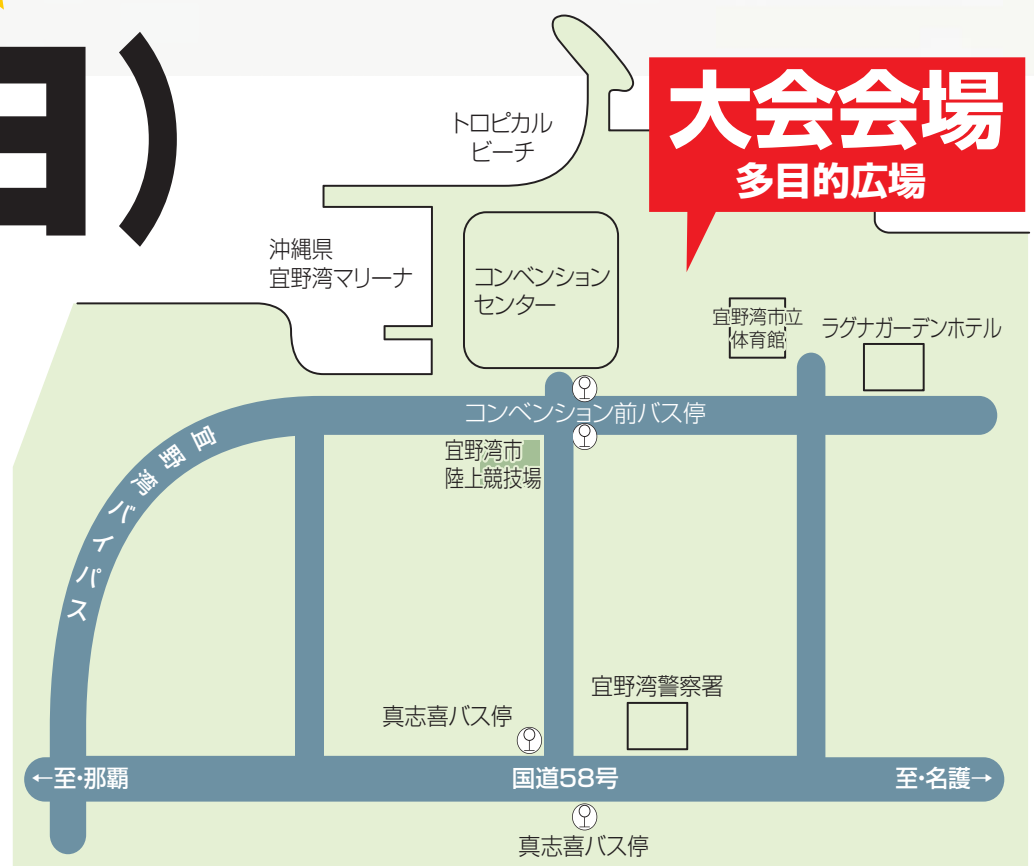 日)
大会会場
多目的広場
トロピカル
ビーチ
沖縄県
宜野湾マリーナ
コンベンション
センター
宜野湾市立
体育館
ラグナガーデンホテル
コンベンション前バス停
宜野湾市
陸上競技場
宜野湾バイパス
宜野湾警察署
真志喜バス停
←至・那覇
国道58号
至・名護→
真志喜バス停